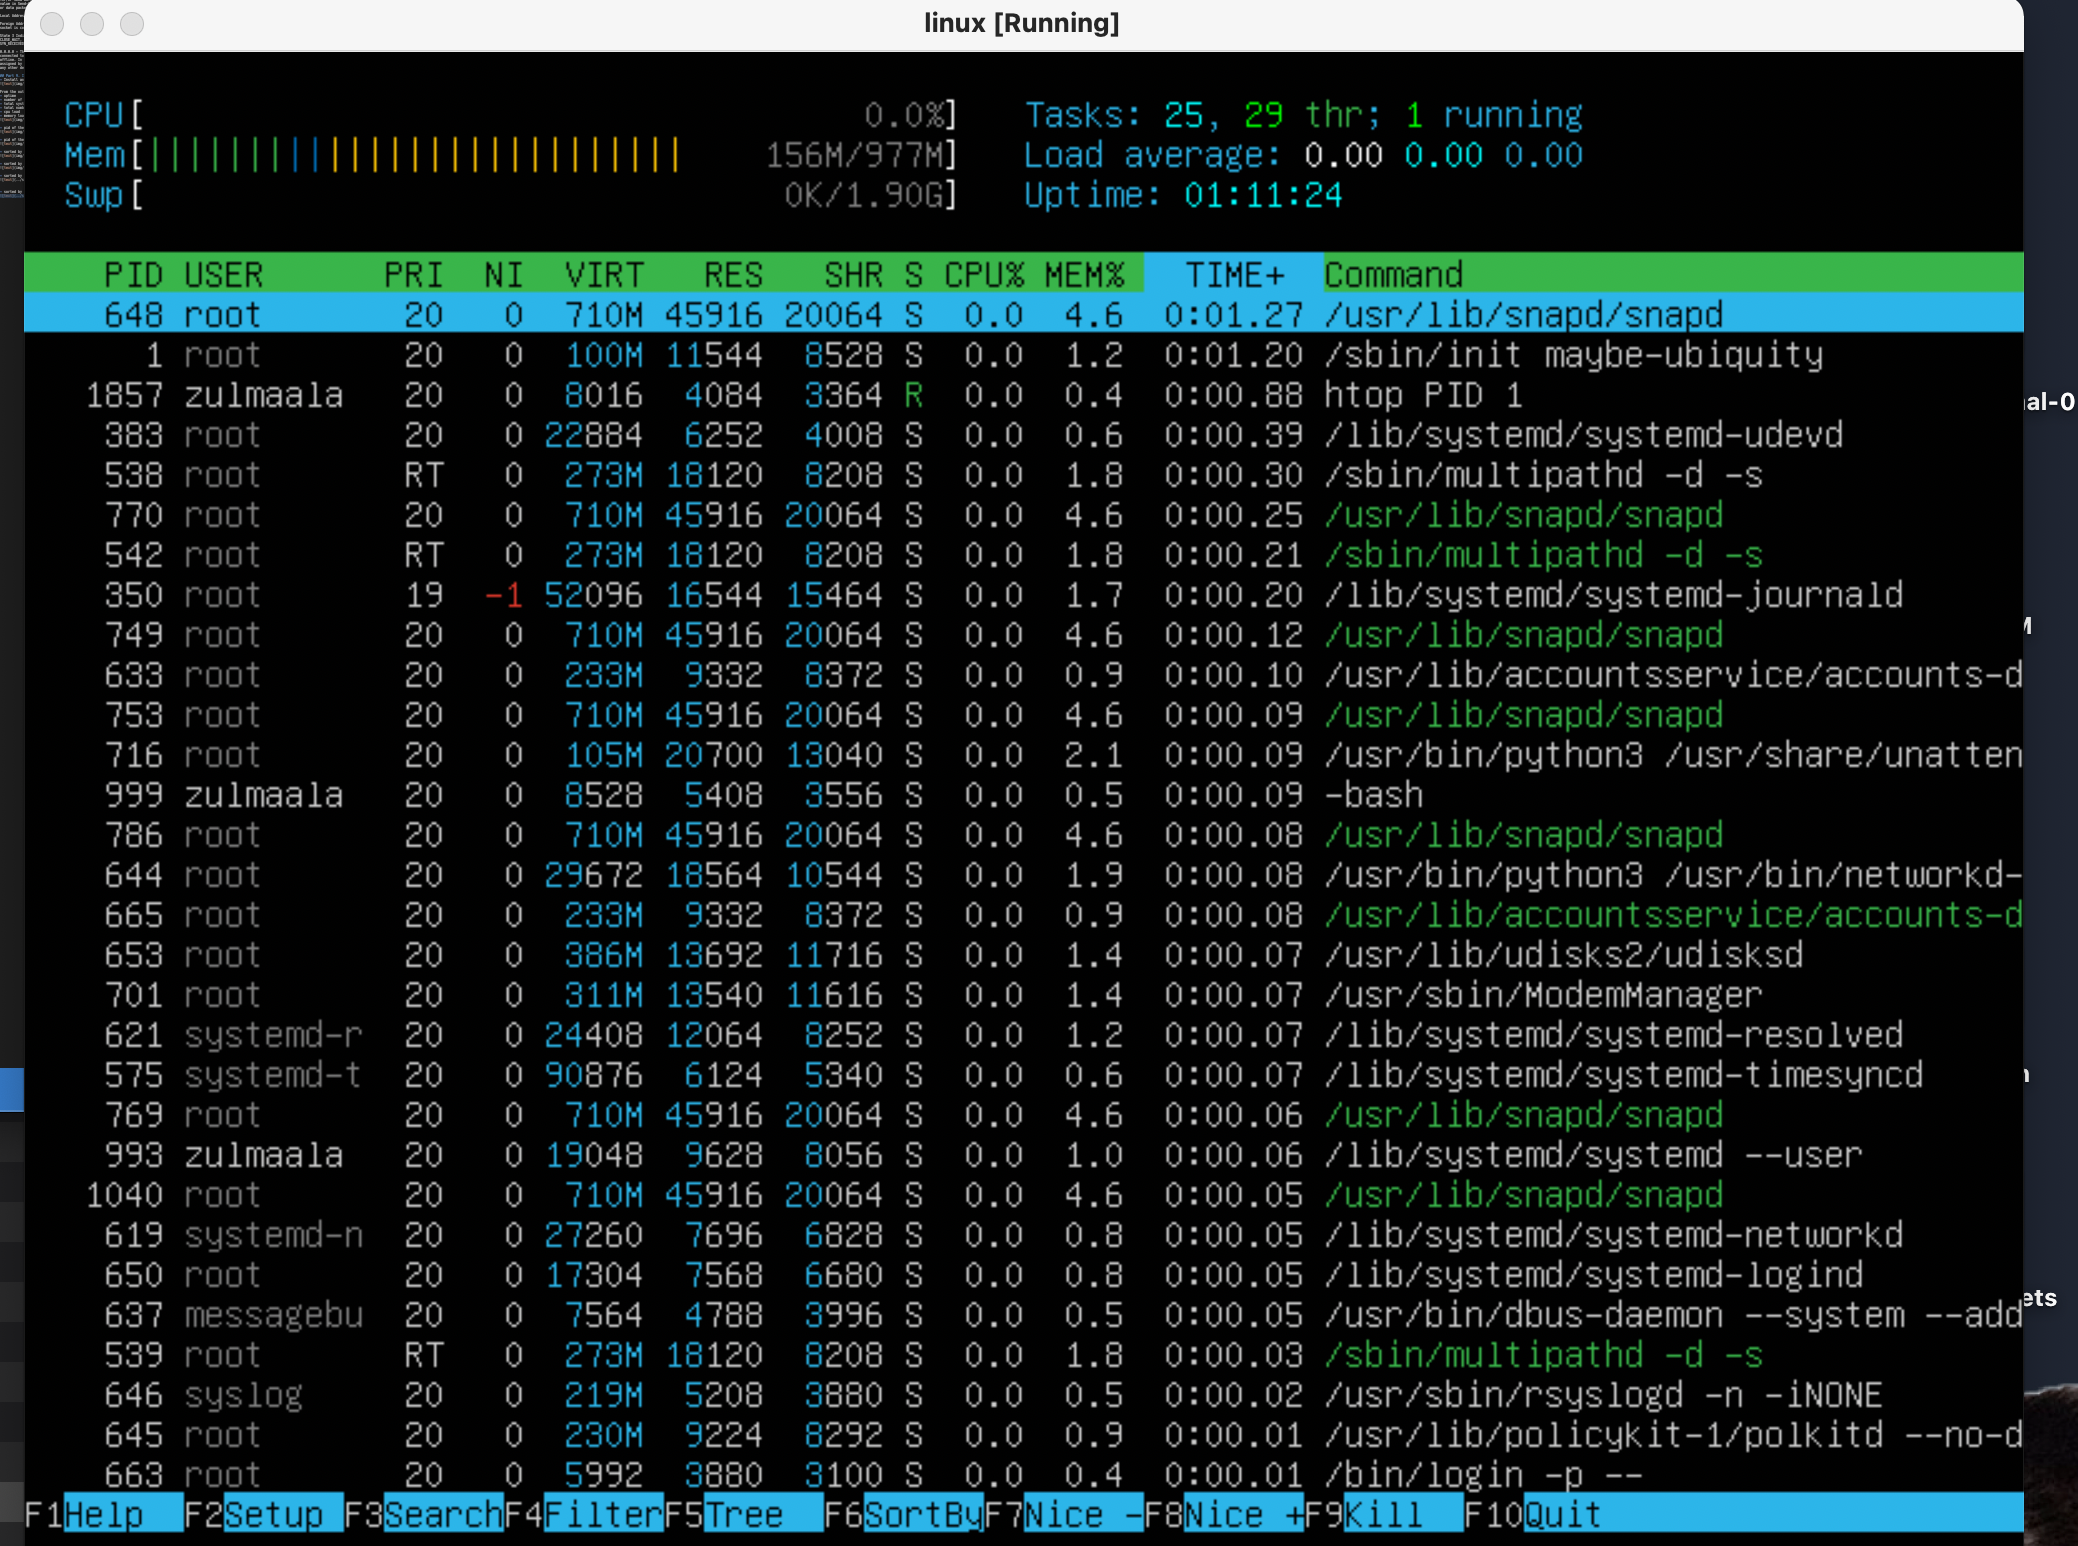 linux [Running]
CPU[ 0.0%] Tasks: 25, 29 thr; 1 running
Mem[||||||||||||||||||||||||||| 156M/977M] Load average: 0.00 0.00 0.00
Swp[ 0K/1.90G] Uptime: 01:11:24
PID USER PRI NI VIRT RES SHR S CPU% MEM% TIME+ Command
648 root 20 0 710M 45916 20064 S 0.0 4.6 0:01.27 /usr/lib/snapd/snapd
1 root 20 0 100M 11544 8528 S 0.0 1.2 0:01.20 /sbin/init maybe-ubiquity
1857 zulmaala 20 0 8016 4084 3364 R 0.0 0.4 0:00.88 htop PID 1
383 root 20 0 22884 6252 4008 S 0.0 0.6 0:00.39 /lib/systemd/systemd-udevd
538 root RT 0 273M 18120 8208 S 0.0 1.8 0:00.30 /sbin/multipathd -d -s
770 root 20 0 710M 45916 20064 S 0.0 4.6 0:00.25 /usr/lib/snapd/snapd
542 root RT 0 273M 18120 8208 S 0.0 1.8 0:00.21 /sbin/multipathd -d -s
350 root 19 -1 52096 16544 15464 S 0.0 1.7 0:00.20 /lib/systemd/systemd-journald
749 root 20 0 710M 45916 20064 S 0.0 4.6 0:00.12 /usr/lib/snapd/snapd
633 root 20 0 233M 9332 8372 S 0.0 0.9 0:00.10 /usr/lib/accountsservice/accounts-d
753 root 20 0 710M 45916 20064 S 0.0 4.6 0:00.09 /usr/lib/snapd/snapd
716 root 20 0 105M 20700 13040 S 0.0 2.1 0:00.09 /usr/bin/python3 /usr/share/unatten
999 zulmaala 20 0 8528 5408 3556 S 0.0 0.5 0:00.09 -bash
786 root 20 0 710M 45916 20064 S 0.0 4.6 0:00.08 /usr/lib/snapd/snapd
644 root 20 0 29672 18564 10544 S 0.0 1.9 0:00.08 /usr/bin/python3 /usr/bin/networkd-
665 root 20 0 233M 9332 8372 S 0.0 0.9 0:00.08 /usr/lib/accountsservice/accounts-d
653 root 20 0 386M 13692 11716 S 0.0 1.4 0:00.07 /usr/lib/udisks2/udisksd
701 root 20 0 311M 13540 11616 S 0.0 1.4 0:00.07 /usr/sbin/ModemManager
621 systemd-r 20 0 24408 12064 8252 S 0.0 1.2 0:00.07 /lib/systemd/systemd-resolved
575 systemd-t 20 0 90876 6124 5340 S 0.0 0.6 0:00.07 /lib/systemd/systemd-timesyncd
769 root 20 0 710M 45916 20064 S 0.0 4.6 0:00.06 /usr/lib/snapd/snapd
993 zulmaala 20 0 19048 9628 8056 S 0.0 1.0 0:00.06 /lib/systemd/systemd --user
1040 root 20 0 710M 45916 20064 S 0.0 4.6 0:00.05 /usr/lib/snapd/snapd
619 systemd-n 20 0 27260 7696 6828 S 0.0 0.8 0:00.05 /lib/systemd/systemd-networkd
650 root 20 0 17304 7568 6680 S 0.0 0.8 0:00.05 /lib/systemd/systemd-logind
637 messagebu 20 0 7564 4788 3996 S 0.0 0.5 0:00.05 /usr/bin/dbus-daemon --system --add
539 root RT 0 273M 18120 8208 S 0.0 1.8 0:00.03 /sbin/multipathd -d -s
646 syslog 20 0 219M 5208 3880 S 0.0 0.5 0:00.02 /usr/sbin/rsyslogd -n -iNONE
645 root 20 0 230M 9224 8292 S 0.0 0.9 0:00.01 /usr/lib/policykit-1/polkitd --no-d
663 root 20 0 5992 3880 3100 S 0.0 0.4 0:00.01 /bin/login -p --
F1Help F2Setup F3Search F4Filter F5Tree F6SortBy F7Nice - F8Nice + F9Kill F10Quit